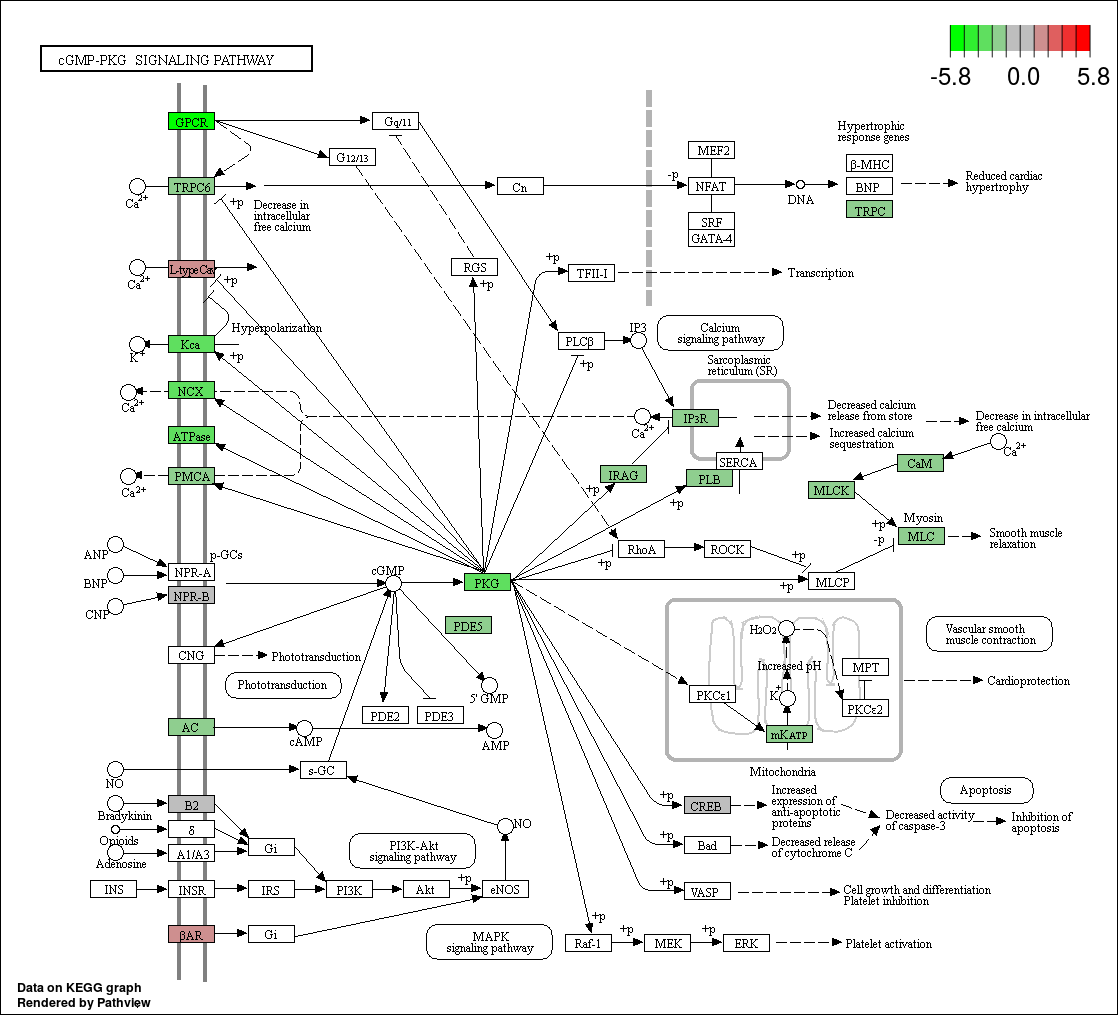 cGMP-PKG SIGNALING PATHWAY
-5.8 0.0 5.8
GPCR
Gq/11
G12/13
Hypertrophic
response genes
MEF2
β-MHC
TRPC6
Ca2+
+p
Decrease in
intracellular
free calcium
Cn
-p
NFAT
DNA
BNP
TRPC
Reduced cardiac
hypertrophy
SRF
GATA-4
L-type Cav
Ca2+
+p
RGS
+p
+p
TFII-I
Transcription
Hyperpolarization
Kca
K+
+p
PLCβ
+p
IP3
Calcium
signaling pathway
Sarcoplasmic
reticulum (SR)
NCX
Ca2+
Ca2+
IP3R
Decreased calcium
release from store
Increased calcium
sequestration
Decrease in intracellular
free calcium
Ca2+
ATPase
PMCA
Ca2+
IRAG
+p
SERCA
PLB
+p
CaM
MLCK
Myosin
+p
-p
MLC
Smooth muscle
relaxation
ANP
BNP
CNP
p-GCs
NPR-A
NPR-B
cGMP
PKG
RhoA
+p
ROCK
+p
+p
MLCP
PDE5
CNG
Phototransduction
Phototransduction
5' GMP
PDE2
PDE3
H2O2
Increased pH
K+
MPT
PKCε1
PKCε2
mKATP
Mitochondria
Vascular smooth
muscle contraction
Cardioprotection
AC
cAMP
AMP
NO
s-GC
Bradykinin
B2
Opioids
δ
Adenosine
A1/A3
Gi
NO
PI3K-Akt
signaling pathway
INS
INSR
IRS
PI3K
Akt
+p
eNOS
βAR
Gi
MAPK
signaling pathway
+p
CREB
Increased
expression of
anti-apoptotic
proteins
Apoptosis
+p
Bad
Decreased release
of cytochrome C
Decreased activity
of caspase-3
Inhibition of
apoptosis
+p
VASP
Cell growth and differentiation
Platelet inhibition
+p
Raf-1
+p
MEK
+p
ERK
Platelet activation
Data on KEGG graph
Rendered by Pathview